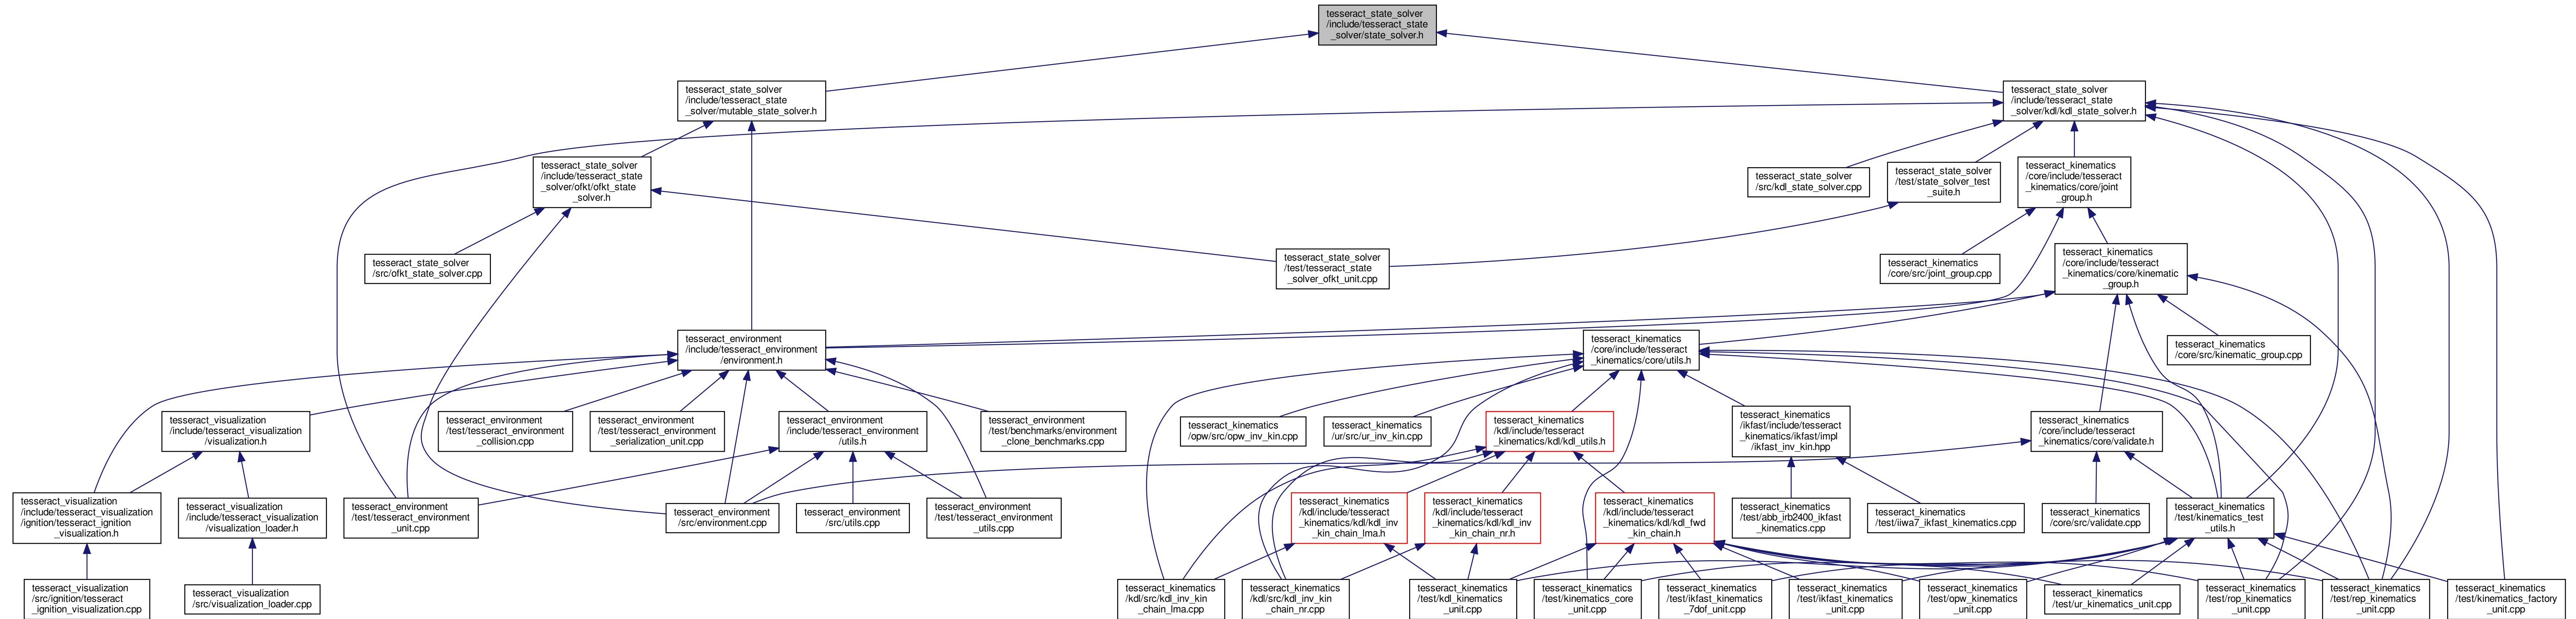 tesseract_state_solver
/include/tesseract_state
_solver/state_solver.h
tesseract_state_solver
/include/tesseract_state
_solver/mutable_state_solver.h
tesseract_state_solver
/include/tesseract_state
_solver/kdl/kdl_state_solver.h
tesseract_state_solver
/include/tesseract_state
_solver/ofkt/ofkt_state
_solver.h
tesseract_state_solver
/src/kdl_state_solver.cpp
tesseract_state_solver
/test/state_solver_test
_suite.h
tesseract_kinematics
/core/include/tesseract
_kinematics/core/joint
_group.h
tesseract_state_solver
/src/ofkt_state_solver.cpp
tesseract_state_solver
/test/tesseract_state
_solver_ofkt_unit.cpp
tesseract_kinematics
/core/src/joint_group.cpp
tesseract_kinematics
/core/include/tesseract
_kinematics/core/kinematic
_group.h
tesseract_environment
/include/tesseract_environment
/environment.h
tesseract_kinematics
/core/include/tesseract
_kinematics/core/utils.h
tesseract_kinematics
/core/src/kinematic_group.cpp
tesseract_visualization
/include/tesseract_visualization
/visualization.h
tesseract_environment
/test/tesseract_environment
_collision.cpp
tesseract_environment
/test/tesseract_environment
_serialization_unit.cpp
tesseract_environment
/include/tesseract_environment
/utils.h
tesseract_environment
/test/benchmarks/environment
_clone_benchmarks.cpp
tesseract_kinematics
/opw/src/opw_inv_kin.cpp
tesseract_kinematics
/ur/src/ur_inv_kin.cpp
tesseract_kinematics
/kdl/include/tesseract
_kinematics/kdl/kdl_utils.h
tesseract_kinematics
/ikfast/include/tesseract
_kinematics/ikfast/impl
/ikfast_inv_kin.hpp
tesseract_kinematics
/core/include/tesseract
_kinematics/core/validate.h
tesseract_visualization
/include/tesseract_visualization
/ignition/tesseract_ignition
_visualization.h
tesseract_visualization
/include/tesseract_visualization
/visualization_loader.h
tesseract_environment
/test/tesseract_environment
_unit.cpp
tesseract_environment
/src/environment.cpp
tesseract_environment
/src/utils.cpp
tesseract_environment
/test/tesseract_environment
_utils.cpp
tesseract_kinematics
/kdl/include/tesseract
_kinematics/kdl/kdl_inv
_kin_chain_lma.h
tesseract_kinematics
/kdl/include/tesseract
_kinematics/kdl/kdl_inv
_kin_chain_nr.h
tesseract_kinematics
/kdl/include/tesseract
_kinematics/kdl/kdl_fwd
_kin_chain.h
tesseract_kinematics
/test/abb_irb2400_ikfast
_kinematics.cpp
tesseract_kinematics
/test/iiwa7_ikfast_kinematics.cpp
tesseract_kinematics
/core/src/validate.cpp
tesseract_kinematics
/test/kinematics_test
_utils.h
tesseract_visualization
/src/ignition/tesseract
_ignition_visualization.cpp
tesseract_visualization
/src/visualization_loader.cpp
tesseract_kinematics
/kdl/src/kdl_inv_kin
_chain_lma.cpp
tesseract_kinematics
/kdl/src/kdl_inv_kin
_chain_nr.cpp
tesseract_kinematics
/test/kdl_kinematics
_unit.cpp
tesseract_kinematics
/test/kinematics_core
_unit.cpp
tesseract_kinematics
/test/ikfast_kinematics
_7dof_unit.cpp
tesseract_kinematics
/test/ikfast_kinematics
_unit.cpp
tesseract_kinematics
/test/opw_kinematics
_unit.cpp
tesseract_kinematics
/test/ur_kinematics_unit.cpp
tesseract_kinematics
/test/rop_kinematics
_unit.cpp
tesseract_kinematics
/test/rep_kinematics
_unit.cpp
tesseract_kinematics
/test/kinematics_factory
_unit.cpp